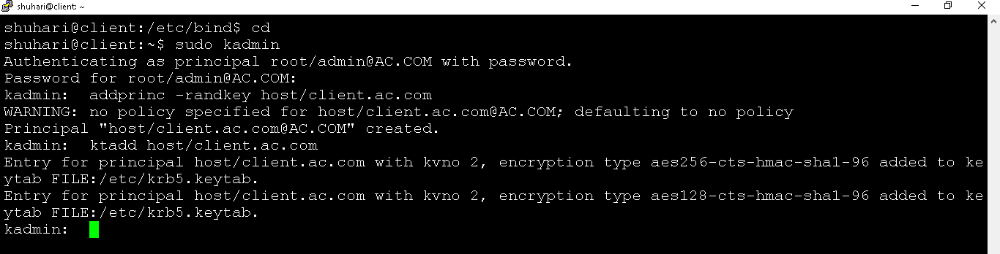 shuhari@client: ~
shuhari@client:/etc/bind$ cd
shuhari@client:~$ sudo kadmin
Authenticating as principal root/admin@AC.COM with password.
Password for root/admin@AC.COM:
kadmin:  addprinc -randkey host/client.ac.com
WARNING: no policy specified for host/client.ac.com@AC.COM; defaulting to no policy
Principal "host/client.ac.com@AC.COM" created.
kadmin:  ktadd host/client.ac.com
Entry for principal host/client.ac.com with kvno 2, encryption type aes256-cts-hmac-sha1-96 added to ke
ytab FILE:/etc/krb5.keytab.
Entry for principal host/client.ac.com with kvno 2, encryption type aes128-cts-hmac-sha1-96 added to ke
ytab FILE:/etc/krb5.keytab.
kadmin: